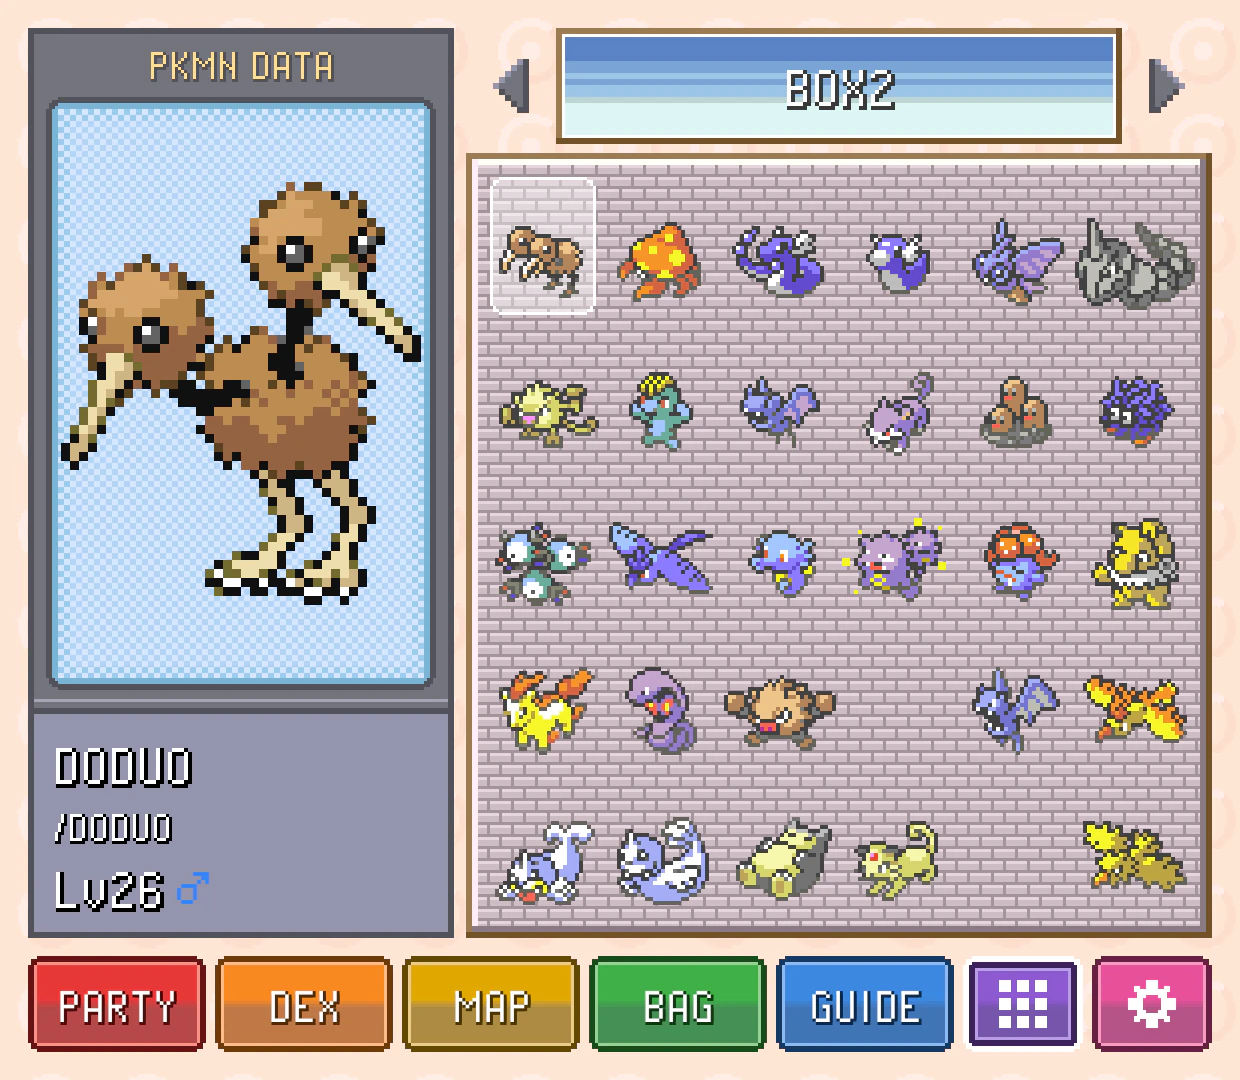 PKMN DATA
BOX2
DODUO
/DODUO
Lv26♂
PARTY
DEX
MAP
BAG
GUIDE